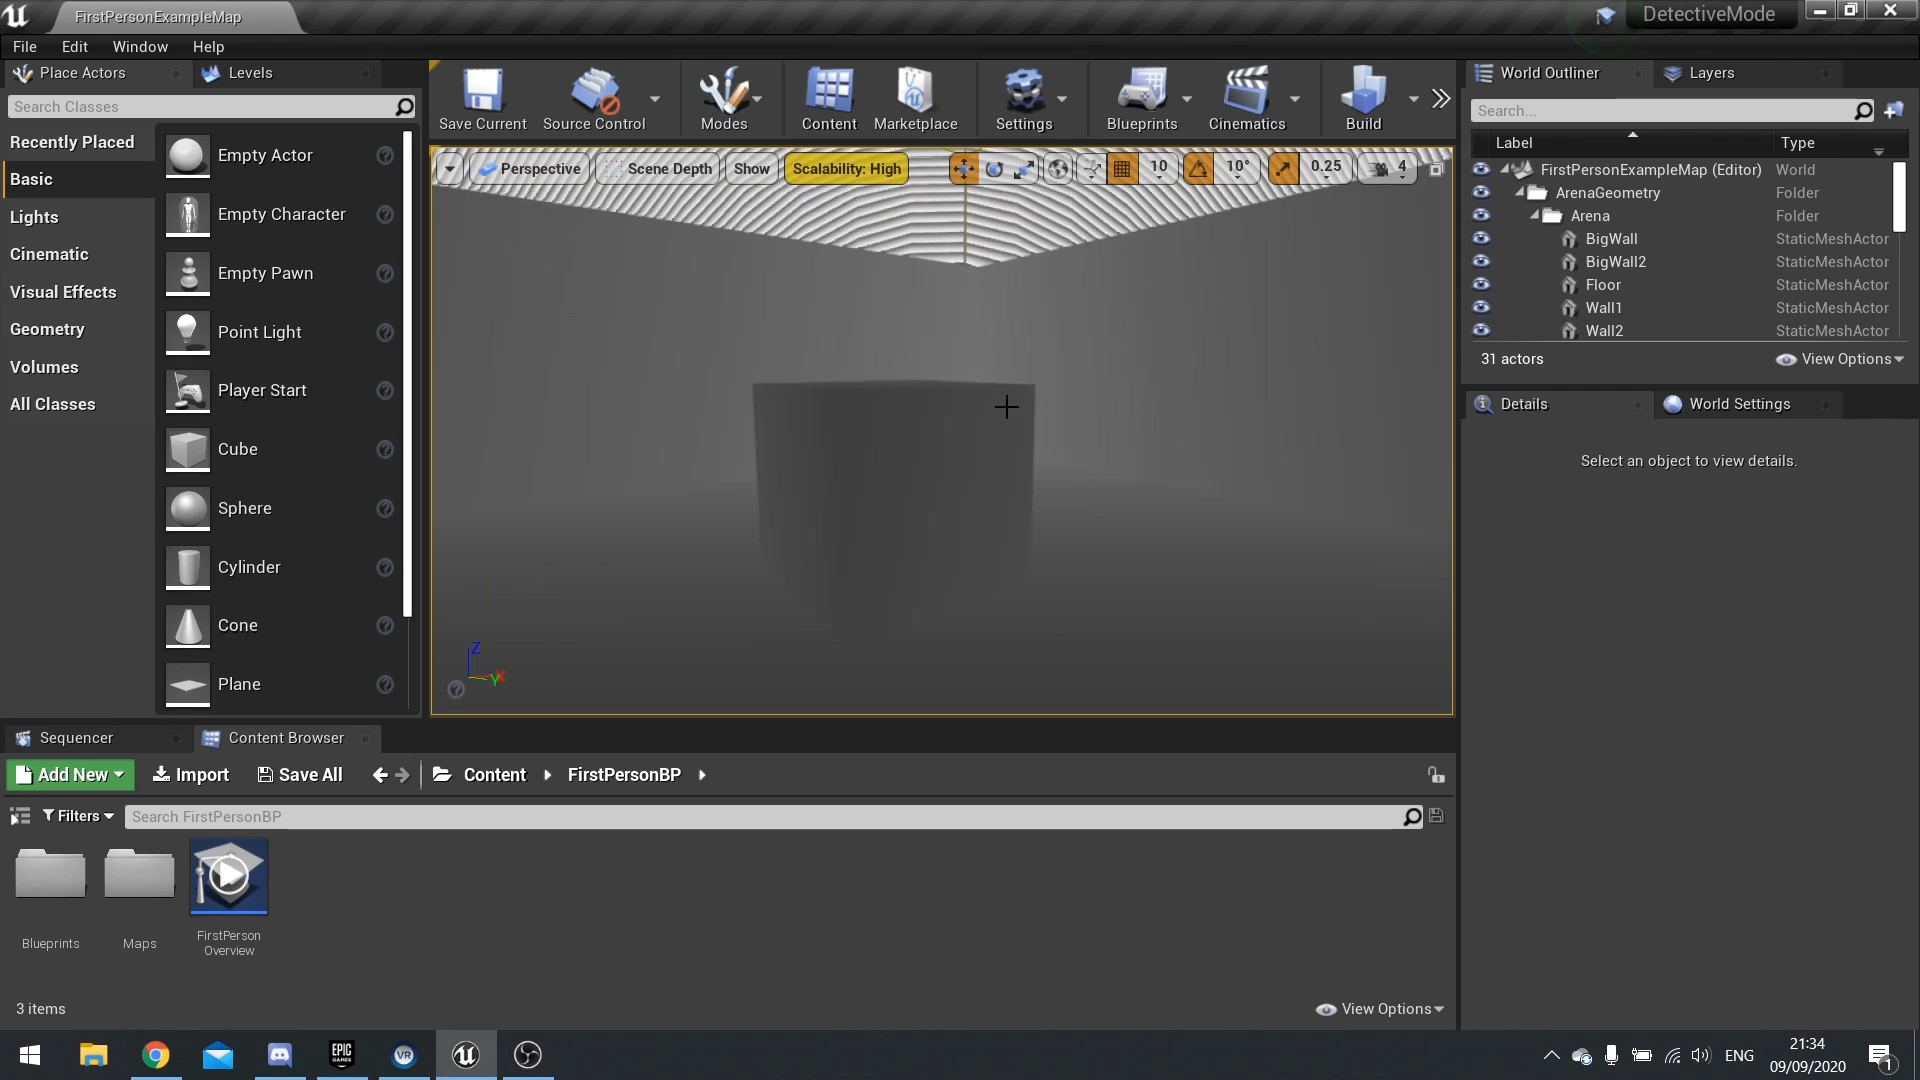 FirstPersonExampleMap
DetectiveMode
File Edit Window Help
Place Actors Levels
Search Classes
Recently Placed
Basic
Lights
Cinematic
Visual Effects
Geometry
Volumes
All Classes
Empty Actor
Empty Character
Empty Pawn
Point Light
Player Start
Cube
Sphere
Cylinder
Cone
Plane
Save Current Source Control Modes Content Marketplace Settings Blueprints Cinematics Build
Perspective Scene Depth Show Scalability: High 10 10° 0.25 4
Z
Y X
World Outliner Layers
Search...
Label Type
FirstPersonExampleMap (Editor) World
ArenaGeometry Folder
Arena Folder
BigWall StaticMeshActor
BigWall2 StaticMeshActor
Floor StaticMeshActor
Wall1 StaticMeshActor
Wall2 StaticMeshActor
31 actors View Options
Details World Settings
Select an object to view details.
Sequencer Content Browser
Add New Import Save All Content FirstPersonBP
Filters Search FirstPersonBP
Blueprints
Maps
FirstPerson
Overview
3 items View Options
EPIC
GAMES
VR
ENG
21:34
09/09/2020
1